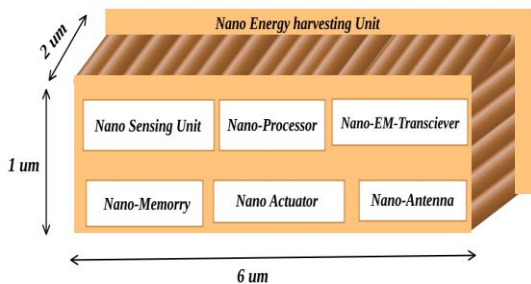 Nano Energy harvesting Unit
2 um
Nano Sensing Unit
Nano-Processor
Nano-EM-Transciever
1 um
Nano-Memorry
Nano Actuator
Nano-Antenna
6 um